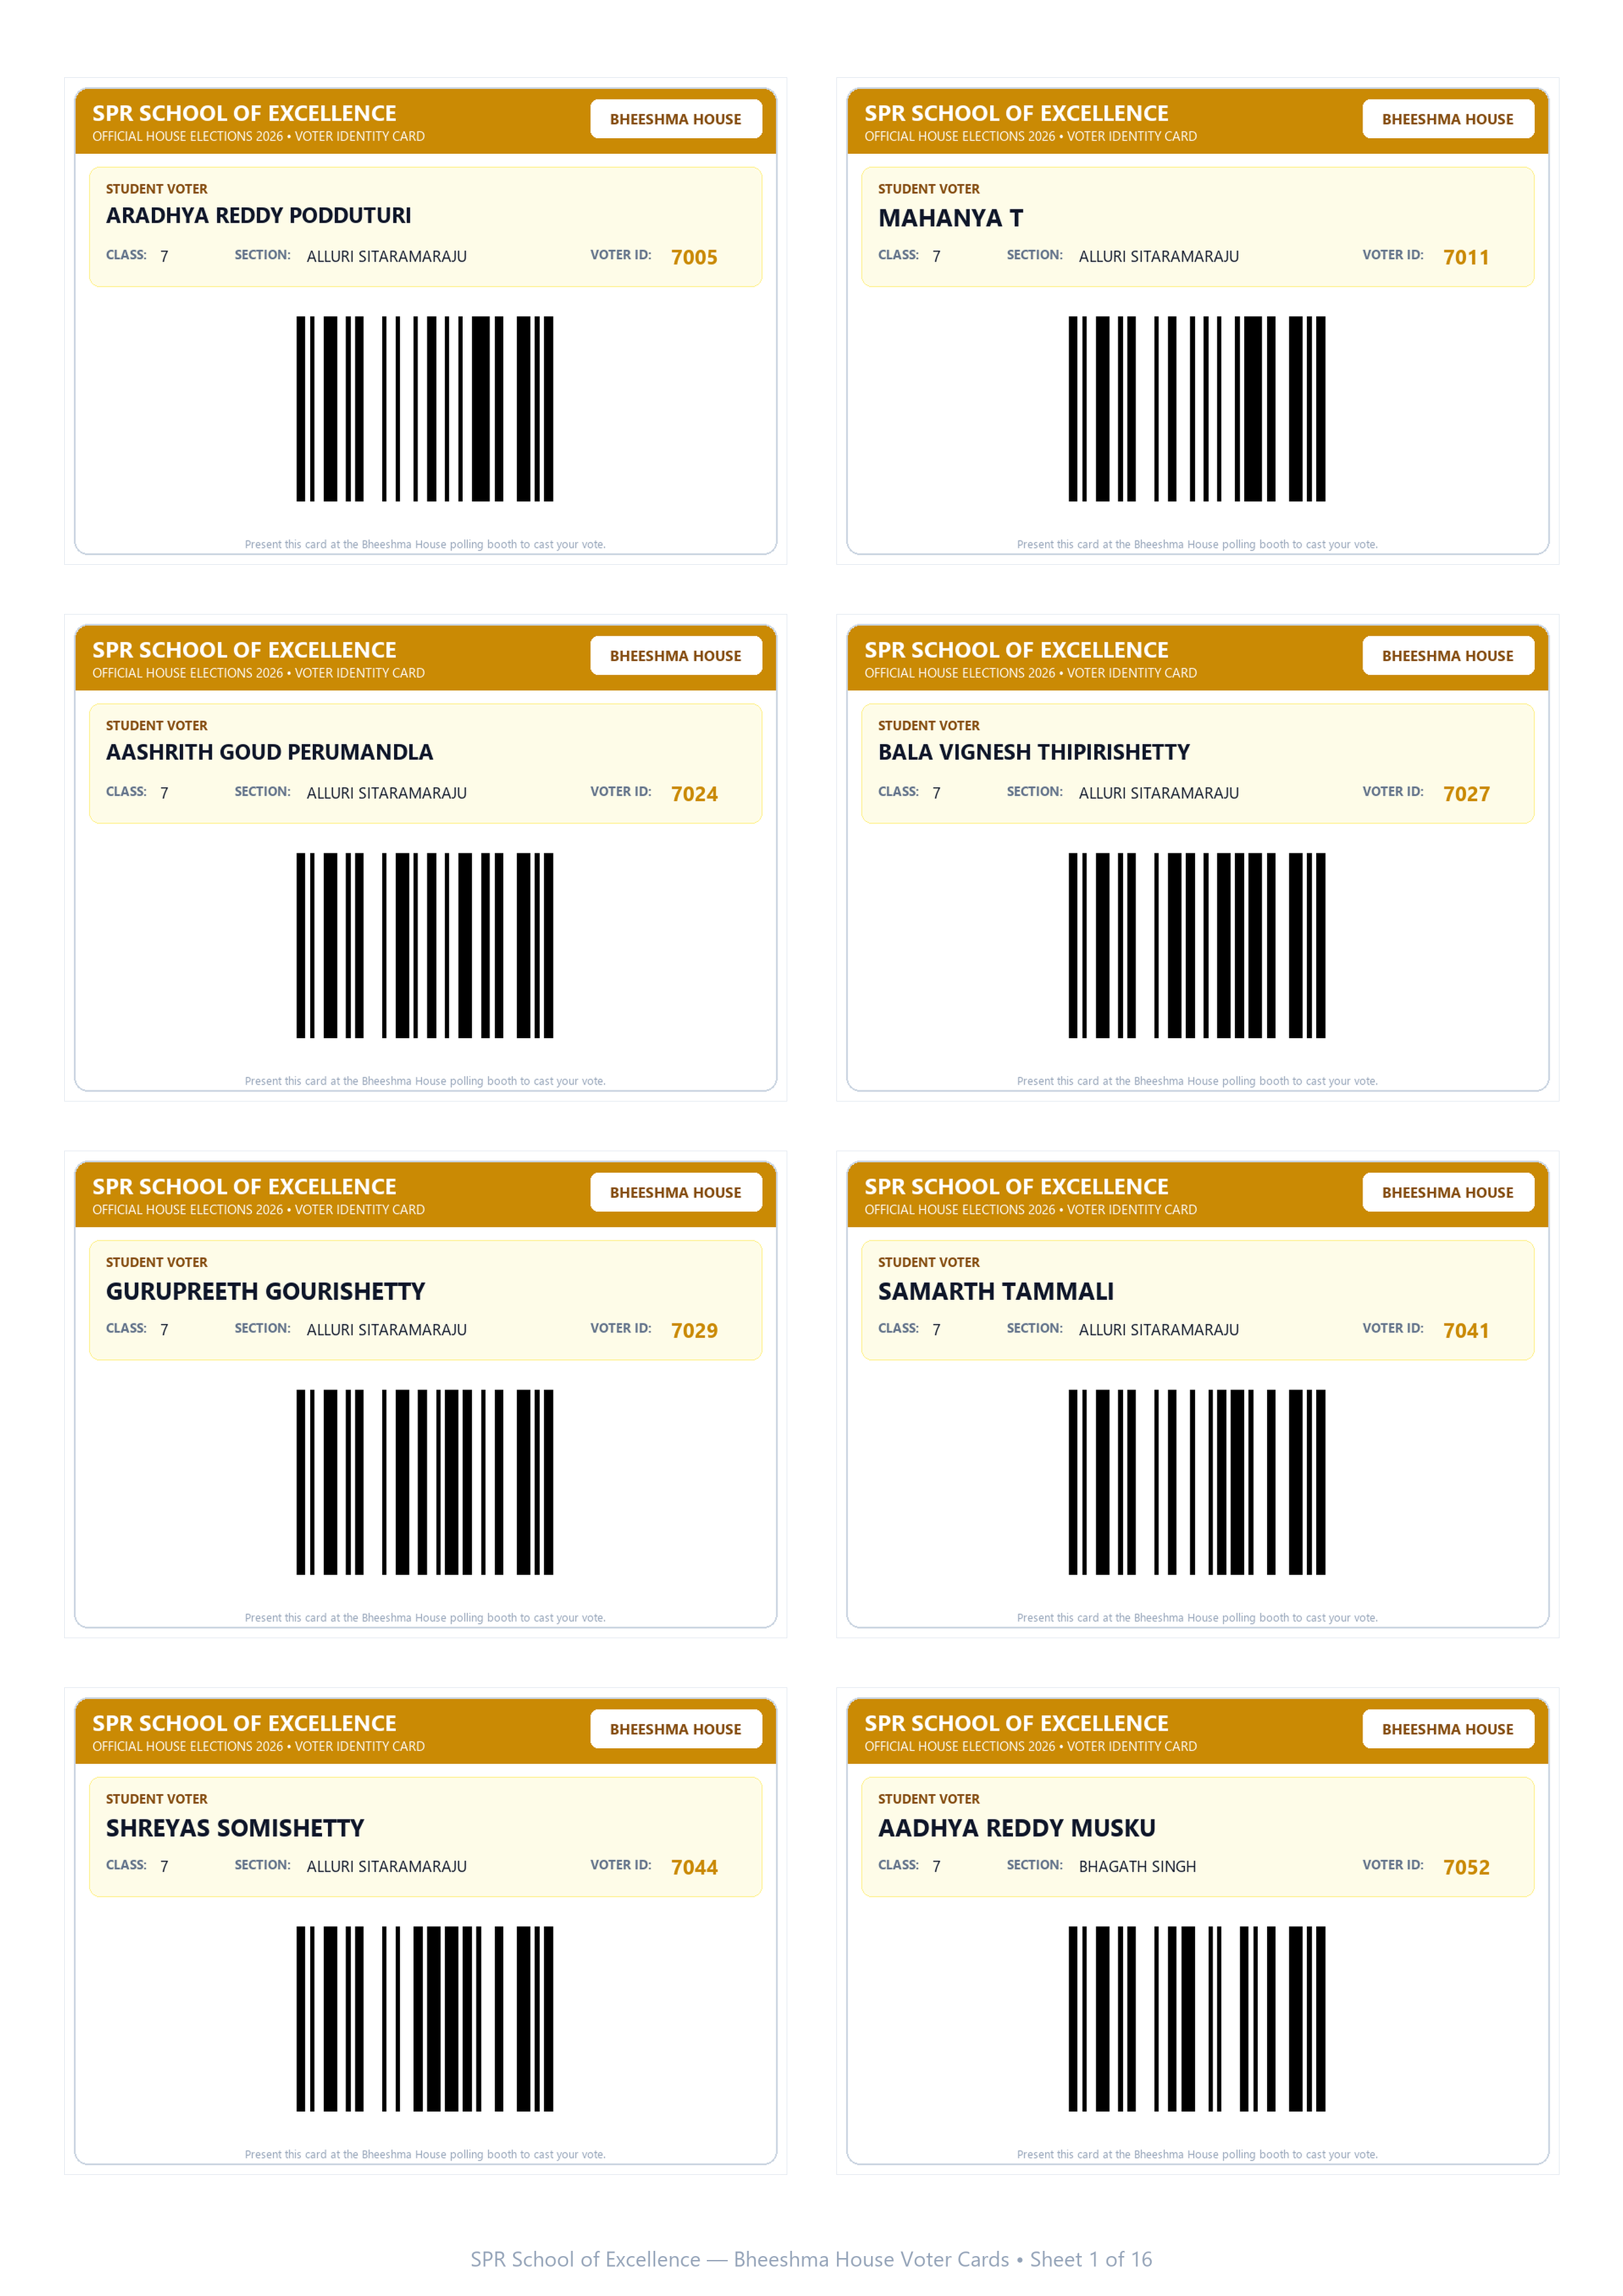 SPR SCHOOL OF EXCELLENCE
OFFICIAL HOUSE ELECTIONS 2026 • VOTER IDENTITY CARD
BHEESHMA HOUSE
STUDENT VOTER
ARADHYA REDDY PODDUTURI
CLASS: 7 SECTION: ALLURI SITARAMARAJU VOTER ID: 7005
Present this card at the Bheeshma House polling booth to cast your vote.
SPR SCHOOL OF EXCELLENCE
OFFICIAL HOUSE ELECTIONS 2026 • VOTER IDENTITY CARD
BHEESHMA HOUSE
STUDENT VOTER
MAHANYA T
CLASS: 7 SECTION: ALLURI SITARAMARAJU VOTER ID: 7011
Present this card at the Bheeshma House polling booth to cast your vote.
SPR SCHOOL OF EXCELLENCE
OFFICIAL HOUSE ELECTIONS 2026 • VOTER IDENTITY CARD
BHEESHMA HOUSE
STUDENT VOTER
AASHRITH GOUD PERUMANDLA
CLASS: 7 SECTION: ALLURI SITARAMARAJU VOTER ID: 7024
Present this card at the Bheeshma House polling booth to cast your vote.
SPR SCHOOL OF EXCELLENCE
OFFICIAL HOUSE ELECTIONS 2026 • VOTER IDENTITY CARD
BHEESHMA HOUSE
STUDENT VOTER
BALA VIGNESH THIPIRISHETTY
CLASS: 7 SECTION: ALLURI SITARAMARAJU VOTER ID: 7027
Present this card at the Bheeshma House polling booth to cast your vote.
SPR SCHOOL OF EXCELLENCE
OFFICIAL HOUSE ELECTIONS 2026 • VOTER IDENTITY CARD
BHEESHMA HOUSE
STUDENT VOTER
GURUPREETH GOURISHETTY
CLASS: 7 SECTION: ALLURI SITARAMARAJU VOTER ID: 7029
Present this card at the Bheeshma House polling booth to cast your vote.
SPR SCHOOL OF EXCELLENCE
OFFICIAL HOUSE ELECTIONS 2026 • VOTER IDENTITY CARD
BHEESHMA HOUSE
STUDENT VOTER
SAMARTH TAMMALI
CLASS: 7 SECTION: ALLURI SITARAMARAJU VOTER ID: 7041
Present this card at the Bheeshma House polling booth to cast your vote.
SPR SCHOOL OF EXCELLENCE
OFFICIAL HOUSE ELECTIONS 2026 • VOTER IDENTITY CARD
BHEESHMA HOUSE
STUDENT VOTER
SHREYAS SOMISHETTY
CLASS: 7 SECTION: ALLURI SITARAMARAJU VOTER ID: 7044
Present this card at the Bheeshma House polling booth to cast your vote.
SPR SCHOOL OF EXCELLENCE
OFFICIAL HOUSE ELECTIONS 2026 • VOTER IDENTITY CARD
BHEESHMA HOUSE
STUDENT VOTER
AADHYA REDDY MUSKU
CLASS: 7 SECTION: BHAGATH SINGH VOTER ID: 7052
Present this card at the Bheeshma House polling booth to cast your vote.
SPR School of Excellence — Bheeshma House Voter Cards • Sheet 1 of 16